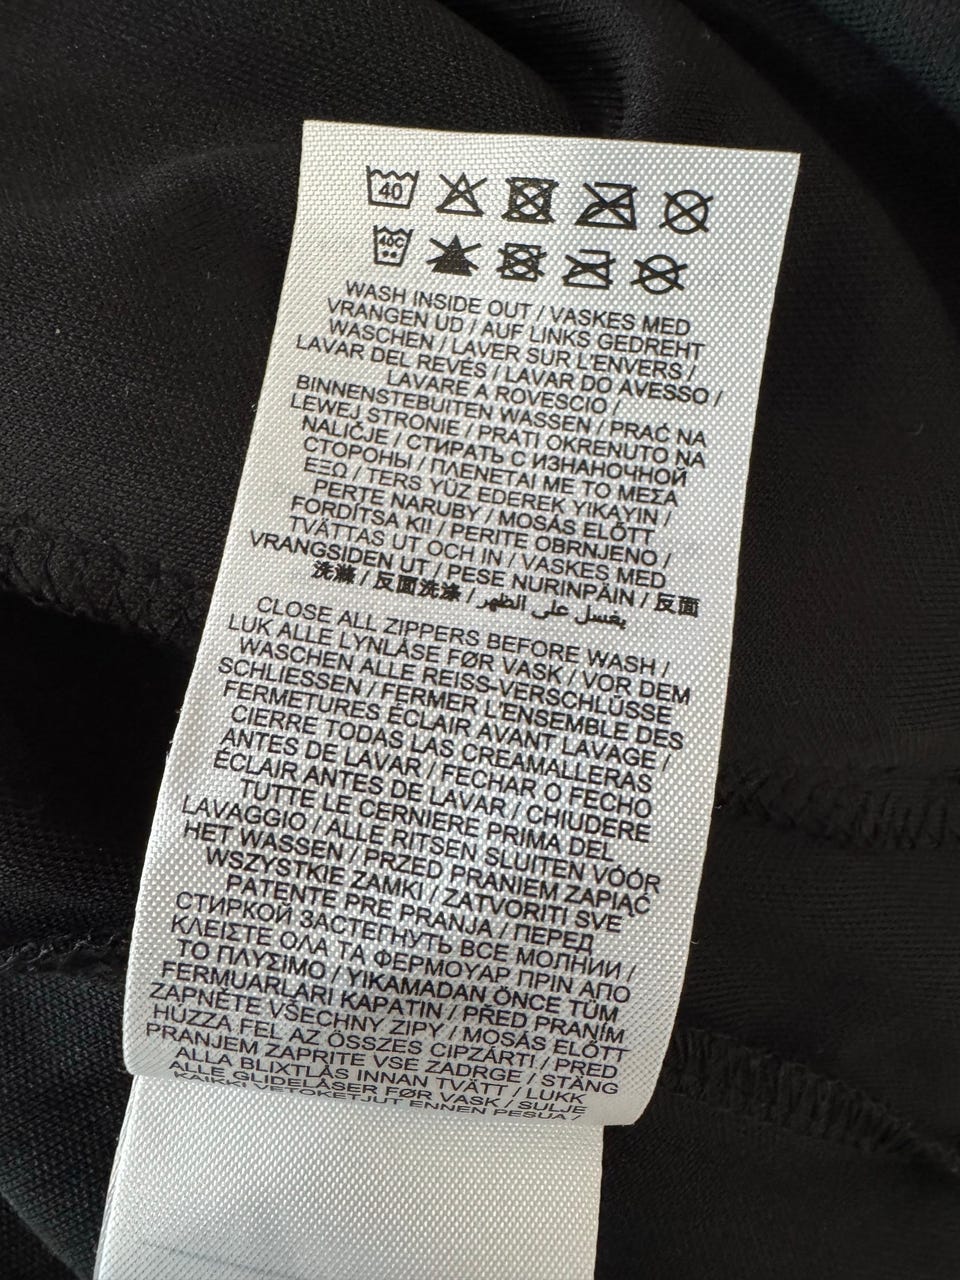 40
40C
WASH INSIDE OUT / VASKES MED
VRANGEN UD / AUF LINKS GEDREHT
WASCHEN / LAVER SUR L'ENVERS /
LAVAR DEL REVÉS / LAVAR DO AVESSO /
LAVARE A ROVESCIO /
BINNENSTEBUITEN WASSEN / PRAĆ NA
LEWEJ STRONIE / PRATI OKRENUTO NA
NALIČJE / СТИРАТЬ С ИЗНАНОЧНОЙ
СТОРОНЫ / ΠΛΕΝΕΤΑΙ ΜΕ ΤΟ ΜΕΣΑ
ΕΞΩ / TERS YÜZ EDEREK YIKAYIN /
PERTE NARUBY / MOSÁS ELŐTT
FORDÍTSA KI! / PERITE OBRNJENO /
TVÄTTAS UT OCH IN / VASKES MED
VRANGSIDEN UT / PESE NURINPÄIN / 反面
洗滌 / 反面洗涤 / يغسل على الظهر
CLOSE ALL ZIPPERS BEFORE WASH /
LUK ALLE LYNLÅSE FØR VASK / VOR DEM
WASCHEN ALLE REISS-VERSCHLÜSSE
SCHLIESSEN / FERMER L'ENSEMBLE DES
FERMETURES ÉCLAIR AVANT LAVAGE /
CIERRE TODAS LAS CREAMALLERAS
ANTES DE LAVAR / FECHAR O FECHO
ÉCLAIR ANTES DE LAVAR / CHIUDERE
TUTTE LE CERNIERE PRIMA DEL
LAVAGGIO / ALLE RITSEN SLUITEN VÓÓR
HET WASSEN / PRZED PRANIEM ZAPIĄĆ
WSZYSTKIE ZAMKI / ZATVORITI SVE
PATENTE PRE PRANJA / ПЕРЕД
СТИРКОЙ ЗАСТЕГНУТЬ ВСЕ МОЛНИИ /
ΚΛΕΙΣΤΕ ΟΛΑ ΤΑ ΦΕΡΜΟΥΑΡ ΠΡΙΝ ΑΠΟ
ΤΟ ΠΛΥΣΙΜΟ / YIKAMADAN ÖNCE TÜM
FERMUARLARI KAPATIN / PŘED PRANÍM
ZAPNĚTE VŠECHNY ZIPY / MOSÁS ELŐTT
HÚZZA FEL AZ ÖSSZES CIPZÁRT! / PRED
PRANJEM ZAPRITE VSE ZADRGE / STÄNG
ALLA BLIXTLÅS INNAN TVÄTT / LUKK
ALLE GLIDELÅSER FØR VASK / SULJE
KAIKKI VETOKETJUT ENNEN PESUA /